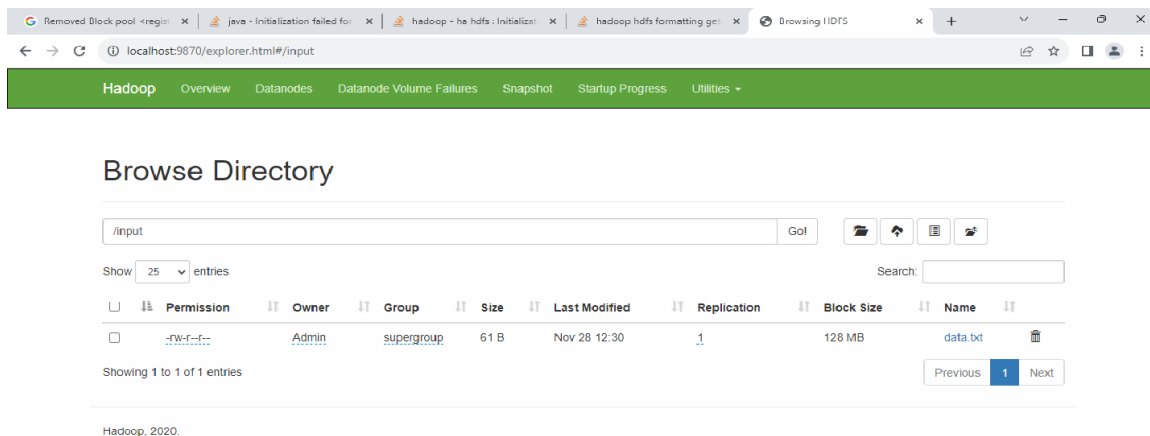 Removed Block pool <regist
java - Initialization failed for
hadoop - ha hdfs : Initializat
hadoop hdfs formatting get
Browsing HDFS
localhost:9870/explorer.html#/input
Hadoop Overview Datanodes Datanode Volume Failures Snapshot Startup Progress Utilities
Browse Directory
/input Go!
Show 25 entries Search:
Permission Owner Group Size Last Modified Replication Block Size Name
-rw-r--r-- Admin supergroup 61 B Nov 28 12:30 1 128 MB data.txt
Showing 1 to 1 of 1 entries Previous 1 Next
Hadoop, 2020.